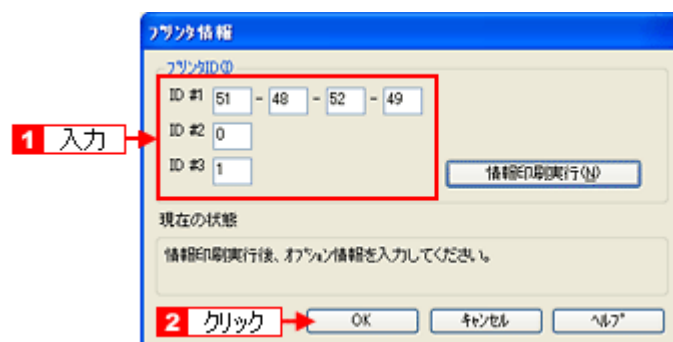 プリンタ情報
プリンタID(I)
ID #1 51 - 48 - 52 - 49
ID #2 0
1 入力
ID #3 1
情報印刷実行(N)
現在の状態
情報印刷実行後、オプション情報を入力してください。
2 クリック OK キャンセル ヘルプ